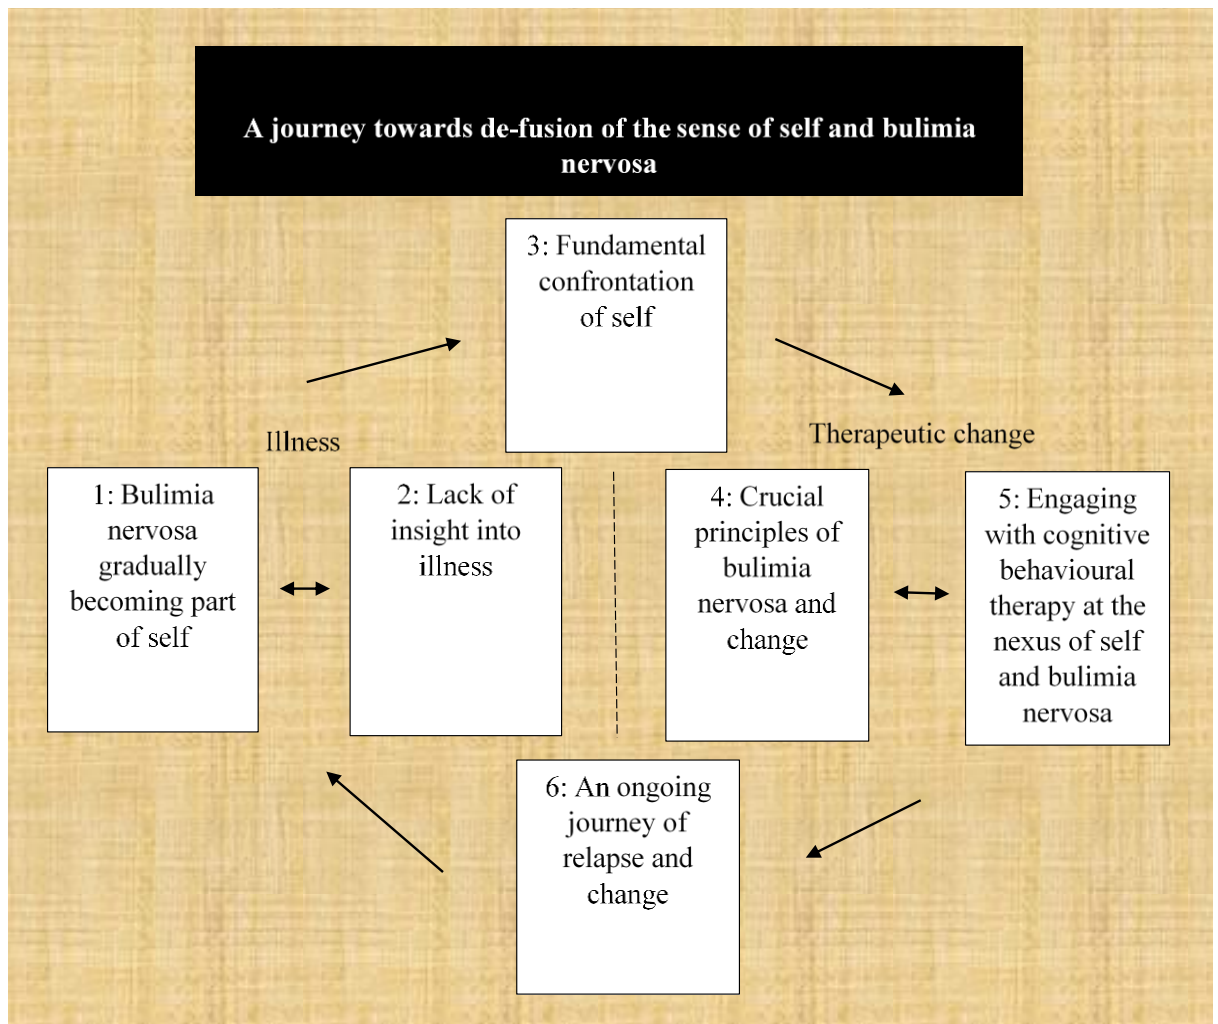 A journey towards de-fusion of the sense of self and bulimia
nervosa
3: Fundamental
confrontation
of self
Illness
Therapeutic change
1: Bulimia
nervosa
gradually
becoming part
of self
2: Lack of
insight into
illness
4: Crucial
principles of
bulimia
nervosa and
change
5: Engaging
with cognitive
behavioural
therapy at the
nexus of self
and bulimia
nervosa
6: An ongoing
journey of
relapse and
change